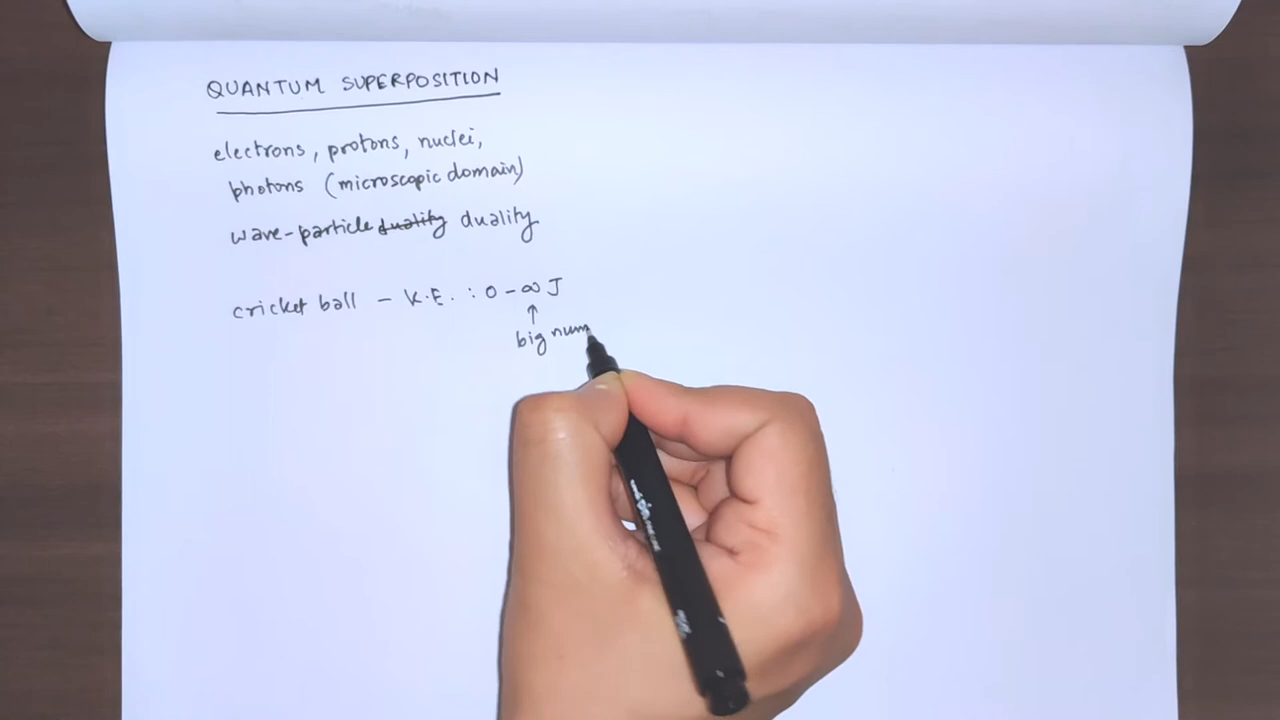 QUANTUM SUPERPOSITION
electrons, protons, nuclei,
photons (microscopic domain)
wave-particle duality duality
cricket ball - K.E. : 0 - ∞ J
↑
big num